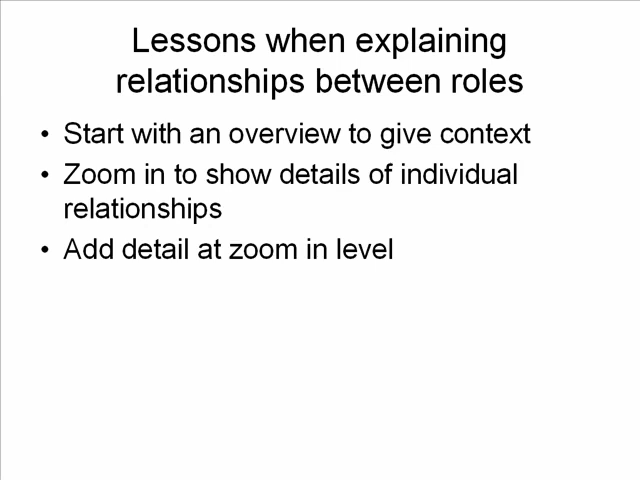 Lessons when explaining
relationships between roles
• Start with an overview to give context
• Zoom in to show details of individual
relationships
• Add detail at zoom in level